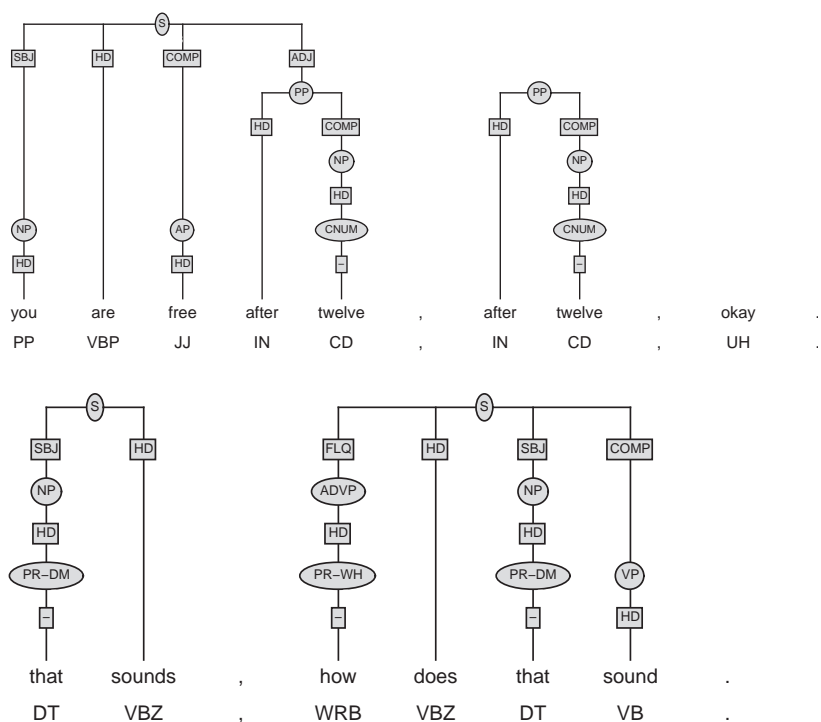 S
SBJ HD COMP ADJ
PP PP
HD COMP HD COMP
NP NP
HD HD
NP AP CNUM CNUM
HD HD – –
you are free after twelve , after twelve , okay .
PP VBP JJ IN CD , IN CD , UH .
S S
SBJ HD FLQ HD SBJ COMP
NP ADVP NP
HD HD HD
PR–DM PR–WH PR–DM VP
– – – HD
that sounds , how does that sound .
DT VBZ , WRB VBZ DT VB .